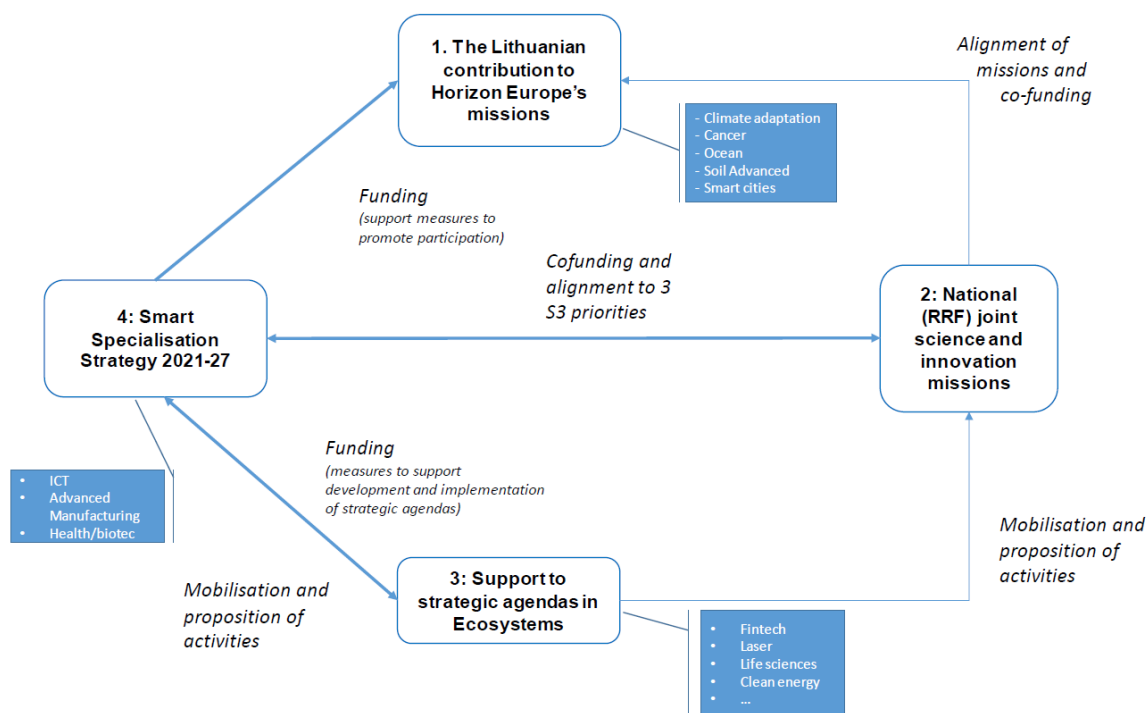 1. The Lithuanian
contribution to
Horizon Europe's
missions
Alignment of
missions and
co-funding
- Climate adaptation
- Cancer
- Ocean
- Soil Advanced
- Smart cities
Funding
(support measures to
promote participation)
Cofunding and
alignment to 3
S3 priorities
4: Smart
Specialisation
Strategy 2021-27
2: National
(RRF) joint
science and
innovation
missions
• ICT
• Advanced
Manufacturing
• Health/biotec
Funding
(measures to support
development and implementation
of strategic agendas)
Mobilisation and
proposition of
activities
Mobilisation and
proposition of
activities
3: Support to
strategic agendas in
Ecosystems
• Fintech
• Laser
• Life sciences
• Clean energy
• ...